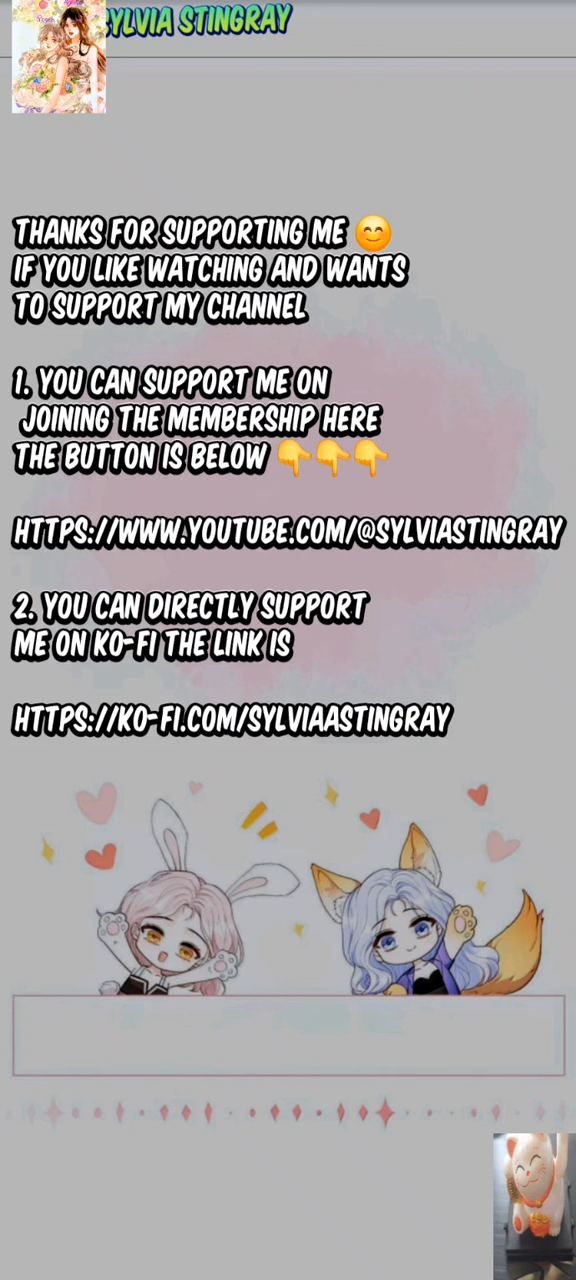 SYLVIA STINGRAY
THANKS FOR SUPPORTING ME 😊
IF YOU LIKE WATCHING AND WANTS
TO SUPPORT MY CHANNEL
1. YOU CAN SUPPORT ME ON
JOINING THE MEMBERSHIP HERE
THE BUTTON IS BELOW 👇👇👇
HTTPS://WWW.YOUTUBE.COM/@SYLVIASTINGRAY
2. YOU CAN DIRECTLY SUPPORT
ME ON KO-FI THE LINK IS
HTTPS://KO-FI.COM/SYLVIAASTINGRAY